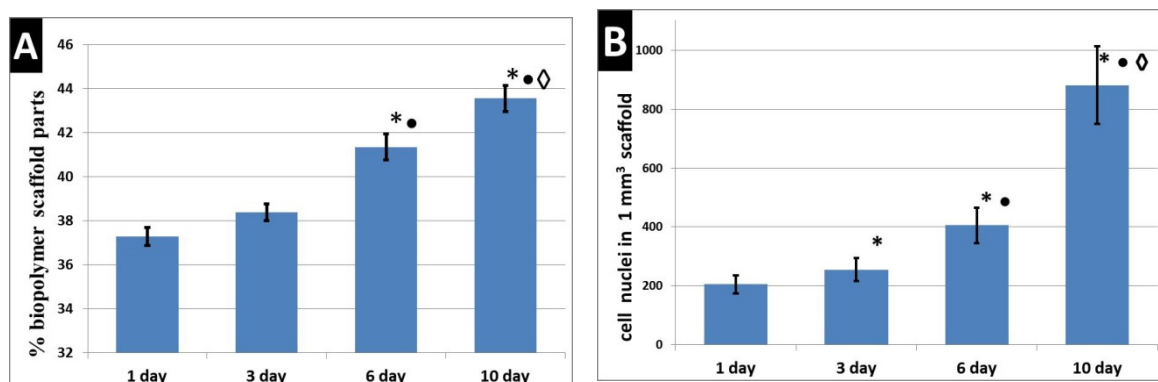 A
% biopolymer scaffold parts
46
44
42
40
38
36
34
32
* ● ◊
* ●
1 day 3 day 6 day 10 day
B
cell nuclei in 1 mm³ scaffold
1000
800
600
400
200
0
* ● ◊
* ●
*
1 day 3 day 6 day 10 day